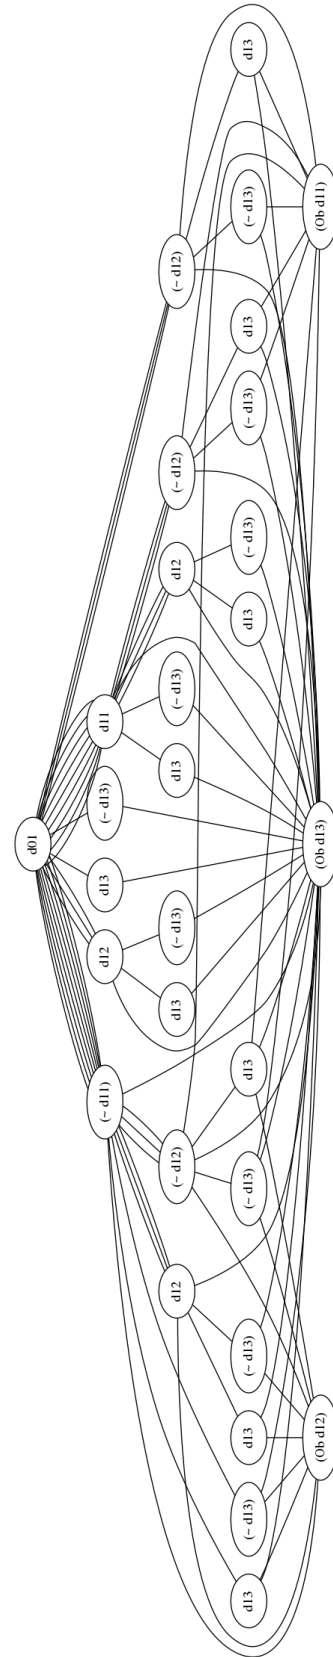 d01
(~ d11)
d12
d13
(~ d13)
d11
d12
(~ d12)
d13
(~ d13)
d13
(~ d13)
d12
(~ d12)
(~ d12)
d13
(~ d13)
d13
(~ d13)
(~ d13)
d13
d13
(~ d13)
(~ d13)
d13
(~ d13)
d13
(Ob d12)
(Ob d13)
(Ob d11)